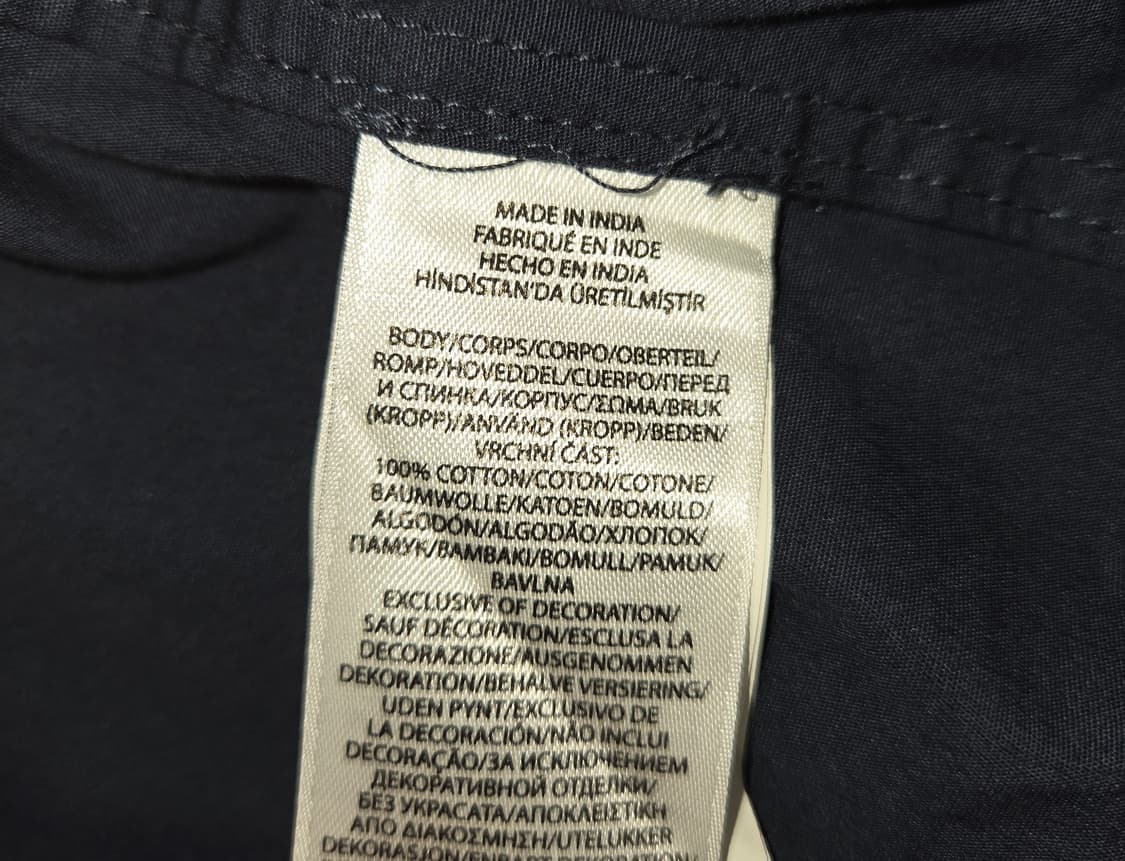 MADE IN INDIA
FABRIQUÉ EN INDE
HECHO EN INDIA
HİNDİSTAN'DA ÜRETİLMİŞTİR
BODY/CORPS/CORPO/OBERTEIL/
ROMP/HOVEDDEL/CUERPO/ПЕРЕД
И СПИНКА/КОРПУС/ΣΩΜΑ/BRUK
(KROPP)/ANVÄND (KROPP)/BEDEN/
VRCHNÍ ČÁST:
100% COTTON/COTON/COTONE/
BAUMWOLLE/KATOEN/BOMULD/
ALGODÓN/ALGODÃO/ХЛОПОК/
ПАМУК/BAMBAKI/BOMULL/PAMUK/
BAVLNA
EXCLUSIVE OF DECORATION/
SAUF DÉCORATION/ESCLUSA LA
DECORAZIONE/AUSGENOMMEN
DEKORATION/BEHALVE VERSIERING/
UDEN PYNT/EXCLUSIVO DE
LA DECORACIÓN/NÃO INCLUI
DECORAÇÃO/ЗА ИСКЛЮЧЕНИЕМ
ДЕКОРАТИВНОЙ ОТДЕЛКИ/
БЕЗ УКРАСАТА/ΑΠΟΚΛΕΙΣΤΙΚΗ
ΑΠΟ ΔΙΑΚΟΣΜΗΣΗ/UTELUKKER
DEKORASJON/ENBART